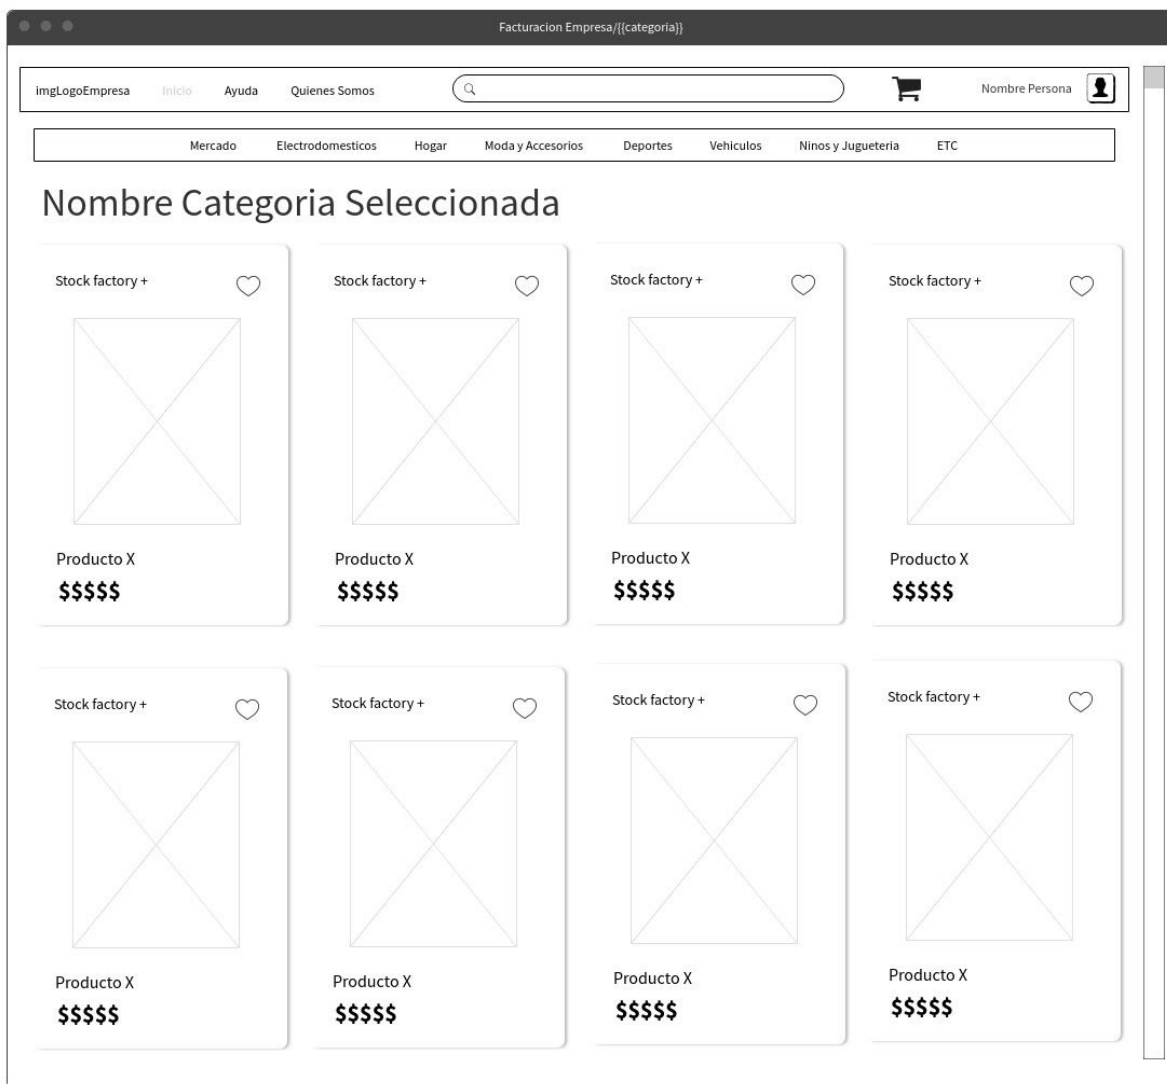 Facturacion Empresa/{{categoria}}
imgLogoEmpresa Inicio Ayuda Quienes Somos Nombre Persona
Mercado Electrodomesticos Hogar Moda y Accesorios Deportes Vehiculos Ninos y Jugueteria ETC
Nombre Categoria Seleccionada
Stock factory + Stock factory + Stock factory + Stock factory +
Producto X Producto X Producto X Producto X
$$$$$ $$$$$ $$$$$ $$$$$
Stock factory + Stock factory + Stock factory + Stock factory +
Producto X Producto X Producto X Producto X
$$$$$ $$$$$ $$$$$ $$$$$